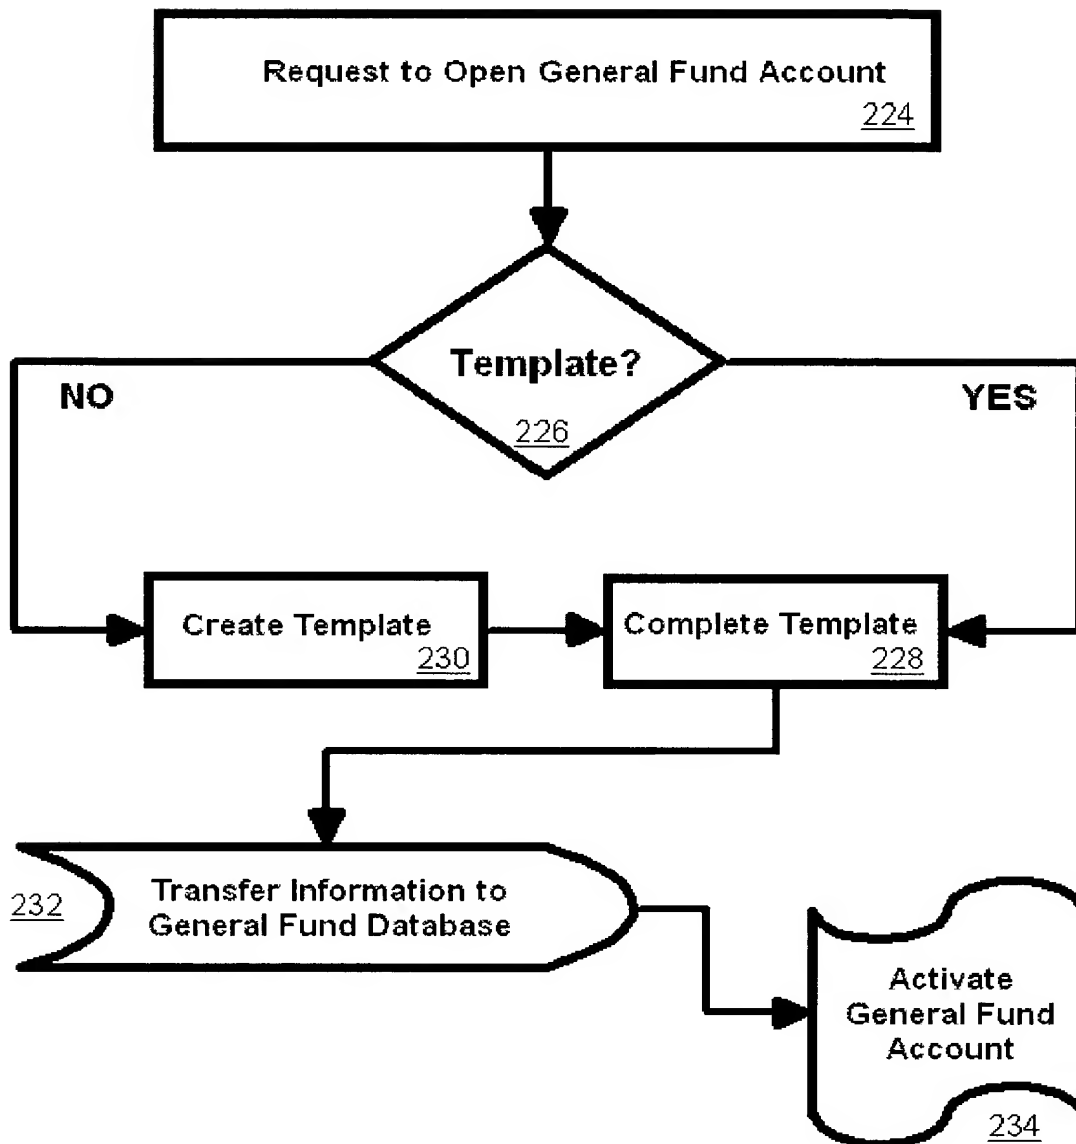 Request to Open General Fund Account
224
Template?
226
NO
YES
Create Template
230
Complete Template
228
232
Transfer Information to
General Fund Database
Activate
General Fund
Account
234